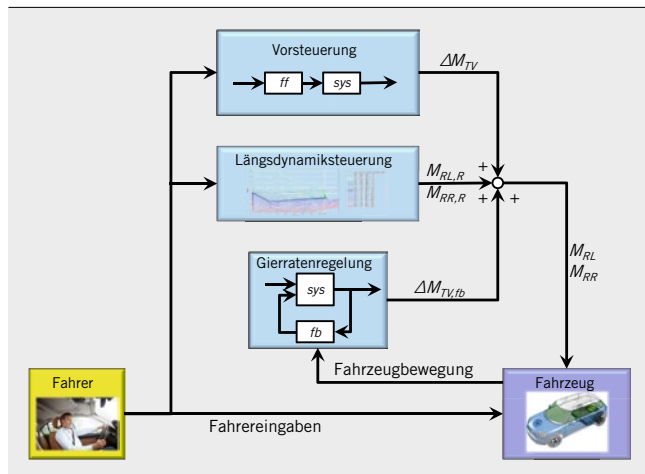 Vorsteuerung
ff
sys
ΔM_TV
Längsdynamiksteuerung
M_RL,R
M_RR,R
+
+
+
+
Gierratenregelung
sys
fb
ΔM_TV,fb
M_RL
M_RR
Fahrzeugbewegung
Fahrer
Fahrzeug
Fahrereingaben